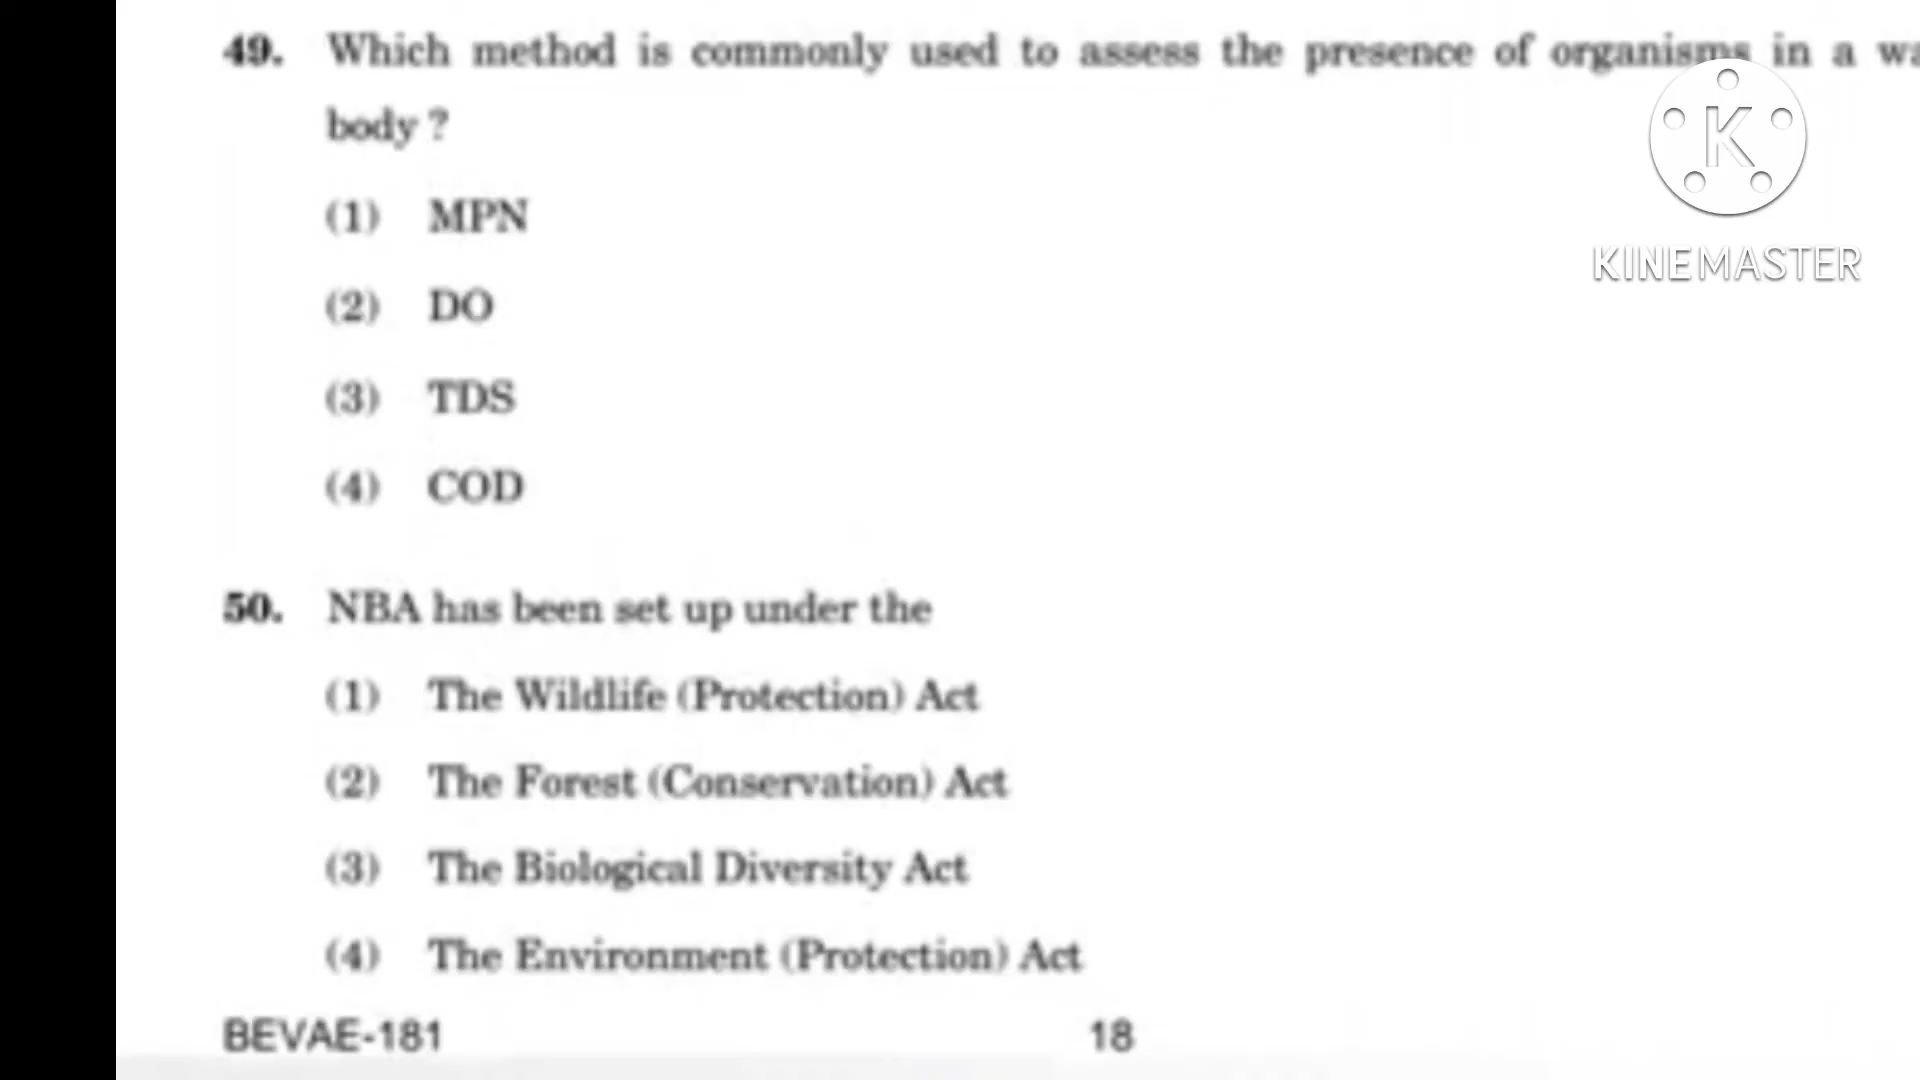 49. Which method is commonly used to assess the presence of organisms in a wa
body ?
(1) MPN
(2) DO
(3) TDS
(4) COD
50. NBA has been set up under the
(1) The Wildlife (Protection) Act
(2) The Forest (Conservation) Act
(3) The Biological Diversity Act
(4) The Environment (Protection) Act
BEVAE-181 18
K
KINEMASTER